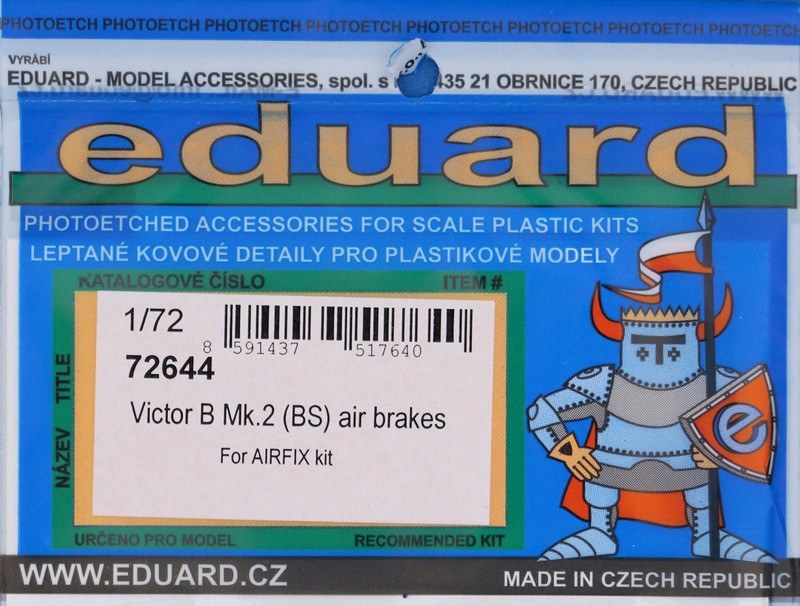 PHOTOETCH PHOTOETCH PHOTOETCH PHOTOETCH PHOTOETCH PHOTOETCH PHOTOETCH PHOTOETCH
VYRÁBÍ
EDUARD - MODEL ACCESSORIES, spol. s 435 21 OBRNICE 170, CZECH REPUBLIC
eduard
PHOTOETCHED ACCESSORIES FOR SCALE PLASTIC KITS
LEPTANÉ KOVOVÉ DETAILY PRO PLASTIKOVÉ MODELY
KATALOGOVÉ ČÍSLO ITEM #
1/72
8 591437 517640
72644
Victor B Mk.2 (BS) air brakes
For AIRFIX kit
NÁZEV TITLE
e
URČENO PRO MODEL RECOMMENDED KIT
WWW.EDUARD.CZ MADE IN CZECH REPUBLIC